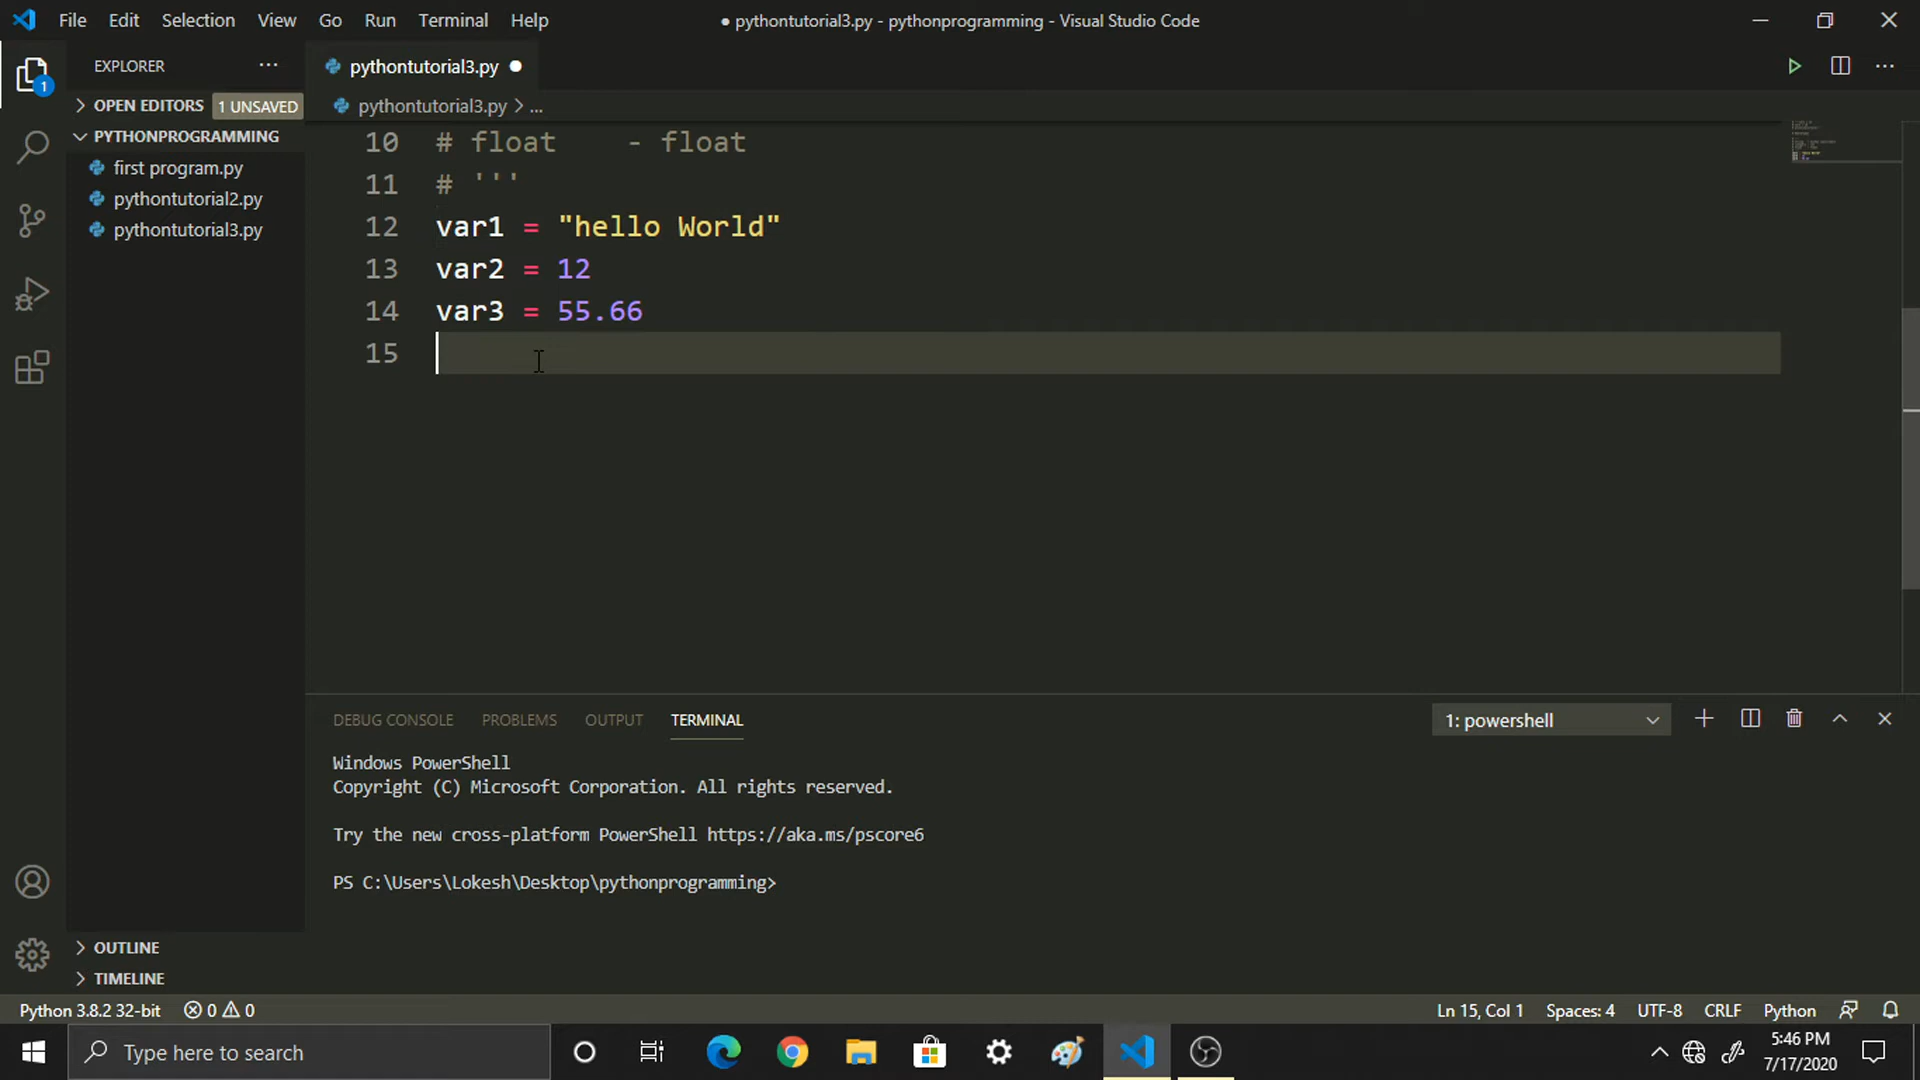 File Edit Selection View Go Run Terminal Help
● pythontutorial3.py - pythonprogramming - Visual Studio Code
EXPLORER
1
OPEN EDITORS 1 UNSAVED
PYTHONPROGRAMMING
first program.py
pythontutorial2.py
pythontutorial3.py
pythontutorial3.py
pythontutorial3.py > ...
10 # float - float
11 # '''
12 var1 = "hello World"
13 var2 = 12
14 var3 = 55.66
15
DEBUG CONSOLE PROBLEMS OUTPUT TERMINAL
1: powershell
Windows PowerShell
Copyright (C) Microsoft Corporation. All rights reserved.
Try the new cross-platform PowerShell https://aka.ms/pscore6
PS C:\Users\Lokesh\Desktop\pythonprogramming>
OUTLINE
TIMELINE
Python 3.8.2 32-bit 0 0
Ln 15, Col 1 Spaces: 4 UTF-8 CRLF Python
Type here to search
5:46 PM
7/17/2020